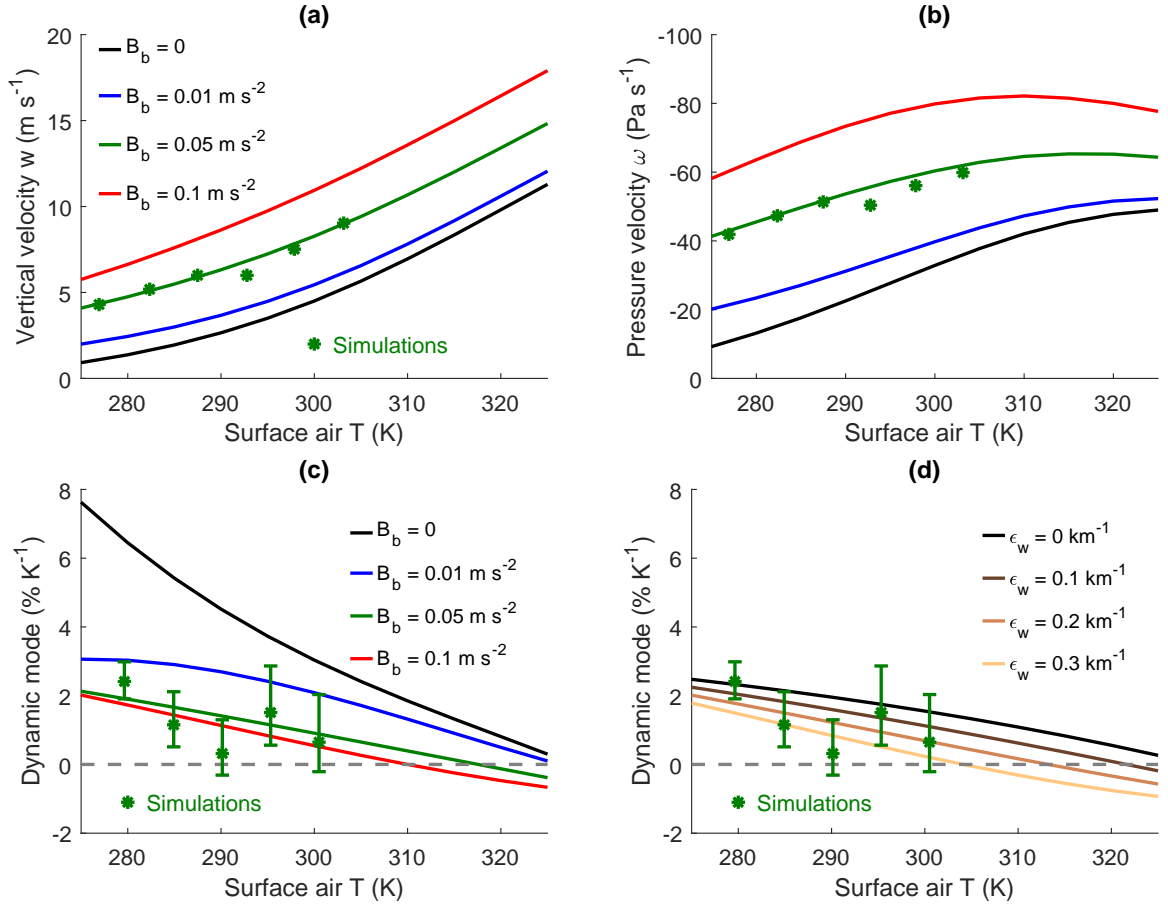 (a)
Vertical velocity w (m s⁻¹)
20
15
10
5
0
B_b = 0
B_b = 0.01 m s⁻²
B_b = 0.05 m s⁻²
B_b = 0.1 m s⁻²
Simulations
280 290 300 310 320
Surface air T (K)
(b)
Pressure velocity ω (Pa s⁻¹)
-100
-80
-60
-40
-20
0
280 290 300 310 320
Surface air T (K)
(c)
Dynamic mode (% K⁻¹)
8
6
4
2
0
-2
B_b = 0
B_b = 0.01 m s⁻²
B_b = 0.05 m s⁻²
B_b = 0.1 m s⁻²
Simulations
280 290 300 310 320
Surface air T (K)
(d)
Dynamic mode (% K⁻¹)
8
6
4
2
0
-2
ϵ_w = 0 km⁻¹
ϵ_w = 0.1 km⁻¹
ϵ_w = 0.2 km⁻¹
ϵ_w = 0.3 km⁻¹
Simulations
280 290 300 310 320
Surface air T (K)